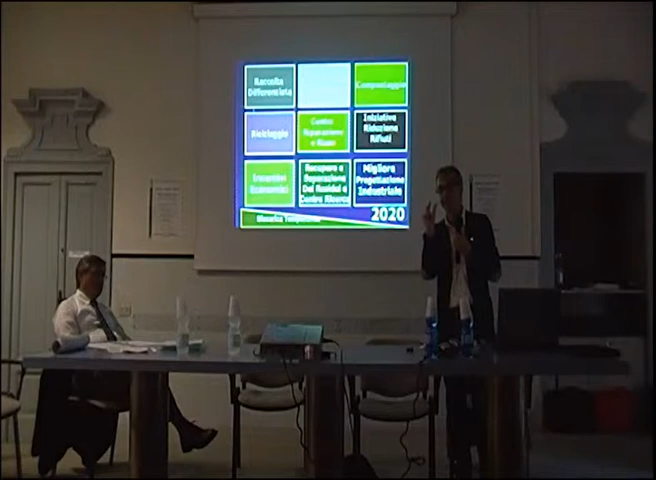 Raccolta
Differenziata
Compostaggio
Riciclaggio
Centro
Riparazione
e Riuso
Iniziative
Riduzione
Rifiuti
Incentivi
Economici
Recupero e
Riparazione
Dei Residui e
Centro Ricerca
Migliore
Progettazione
Industriale
2020